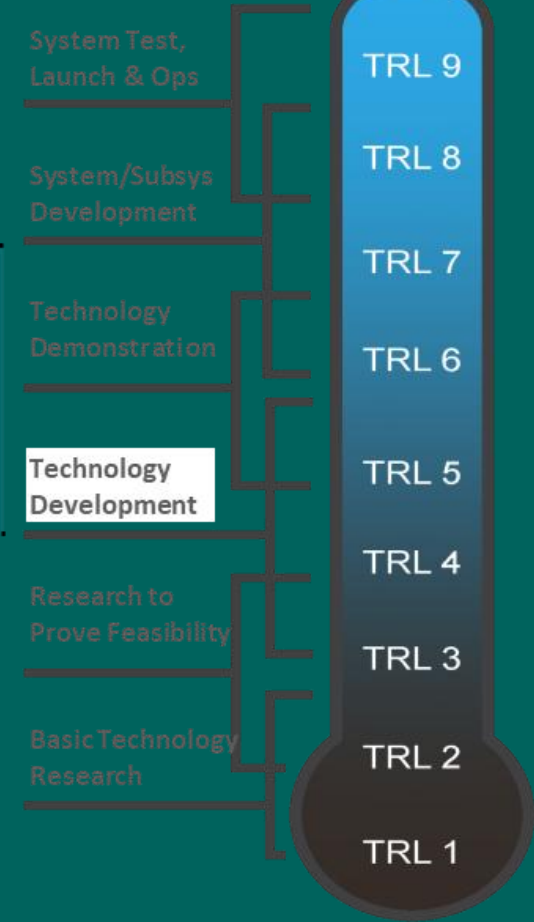 System Test,
Launch & Ops
System/Subsys
Development
Technology
Demonstration
Technology
Development
Research to
Prove Feasibility
Basic Technology
Research
TRL 9
TRL 8
TRL 7
TRL 6
TRL 5
TRL 4
TRL 3
TRL 2
TRL 1